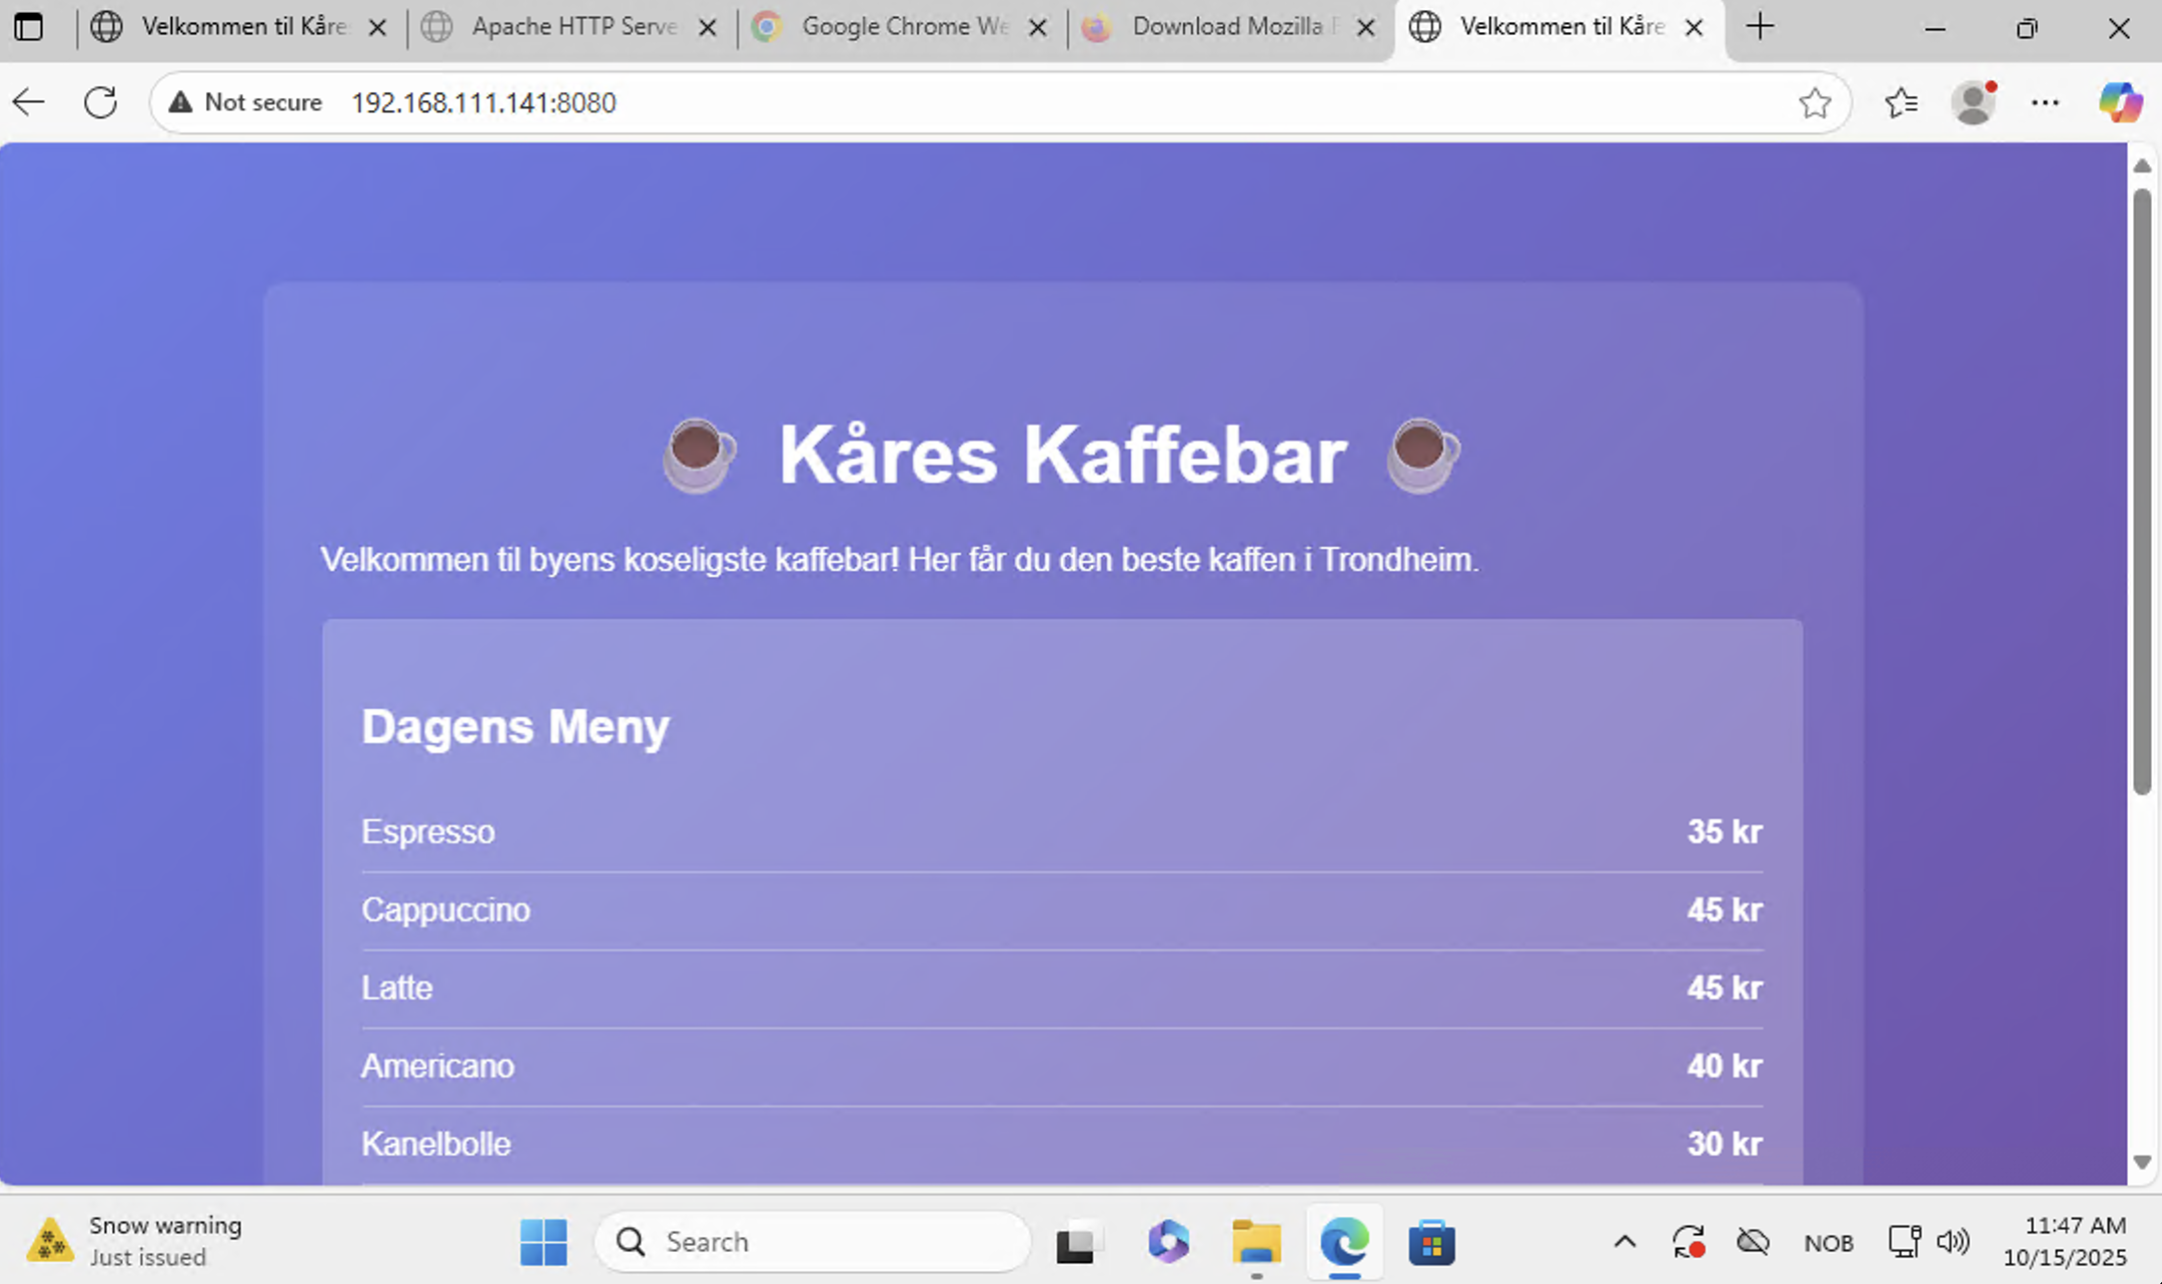 Velkommen til Kåre
Apache HTTP Serve
Google Chrome We
Download Mozilla F
Velkommen til Kåre
Not secure 192.168.111.141:8080
Kåres Kaffebar
Velkommen til byens koseligste kaffebar! Her får du den beste kaffen i Trondheim.
Dagens Meny
Espresso 35 kr
Cappuccino 45 kr
Latte 45 kr
Americano 40 kr
Kanelbolle 30 kr
Snow warning
Just issued
Search
NOB
11:47 AM
10/15/2025